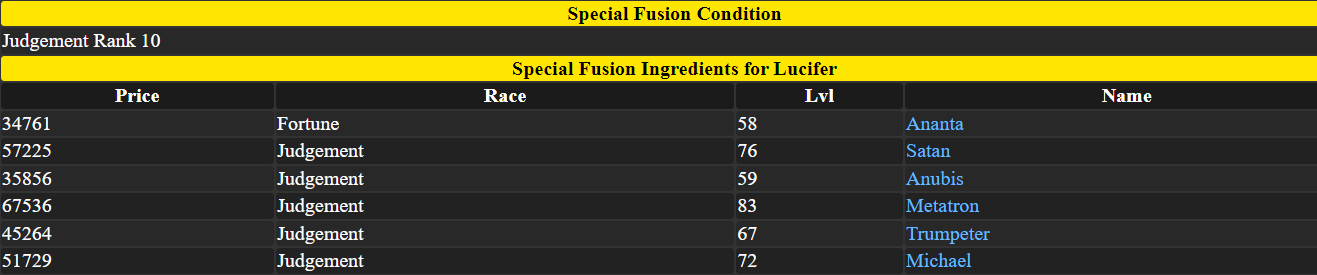 Special Fusion Condition
Judgement Rank 10
Special Fusion Ingredients for Lucifer
Price Race Lvl Name
34761 Fortune 58 Ananta
57225 Judgement 76 Satan
35856 Judgement 59 Anubis
67536 Judgement 83 Metatron
45264 Judgement 67 Trumpeter
51729 Judgement 72 Michael